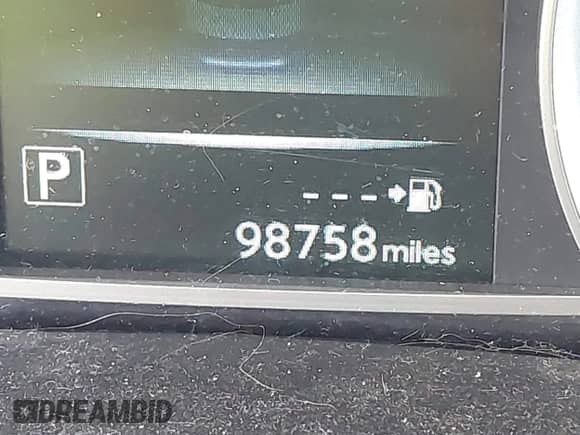 P
---
98758 miles
DREAMBID